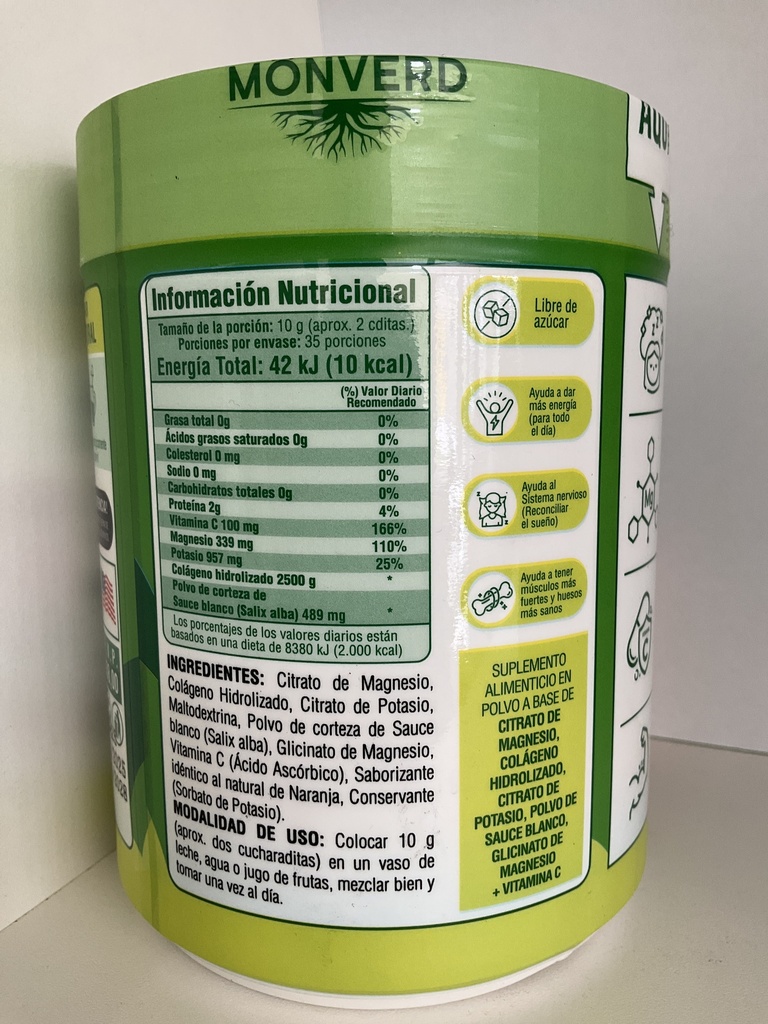 MONVERD
Información Nutricional
Tamaño de la porción: 10 g (aprox. 2 cditas.)
Porciones por envase: 35 porciones
Energía Total: 42 kJ (10 kcal)
(%) Valor Diario
Recomendado
Grasa total 0g 0%
Ácidos grasos saturados 0g 0%
Colesterol 0 mg 0%
Sodio 0 mg 0%
Carbohidratos totales 0g 0%
Proteína 2g 4%
Vitamina C 100 mg 166%
Magnesio 339 mg 110%
Potasio 957 mg 25%
Colágeno hidrolizado 2500 g *
Polvo de corteza de
Sauce blanco (Salix alba) 489 mg *
Los porcentajes de los valores diarios están
basados en una dieta de 8380 kJ (2.000 kcal)
INGREDIENTES: Citrato de Magnesio,
Colágeno Hidrolizado, Citrato de Potasio,
Maltodextrina, Polvo de corteza de Sauce
blanco (Salix alba), Glicinato de Magnesio,
Vitamina C (Ácido Ascórbico), Saborizante
idéntico al natural de Naranja, Conservante
(Sorbato de Potasio).
MODALIDAD DE USO: Colocar 10 g
(aprox. dos cucharaditas) en un vaso de
leche, agua o jugo de frutas, mezclar bien y
tomar una vez al día.
Libre de
azúcar
Ayuda a dar
más energía
(para todo
el día)
Ayuda al
Sistema nervioso
(Reconciliar
el sueño)
Ayuda a tener
músculos más
fuertes y huesos
más sanos
SUPLEMENTO
ALIMENTICIO EN
POLVO A BASE DE
CITRATO DE
MAGNESIO,
COLÁGENO
HIDROLIZADO,
CITRATO DE
POTASIO, POLVO DE
SAUCE BLANCO,
GLICINATO DE
MAGNESIO
+ VITAMINA C
Mg